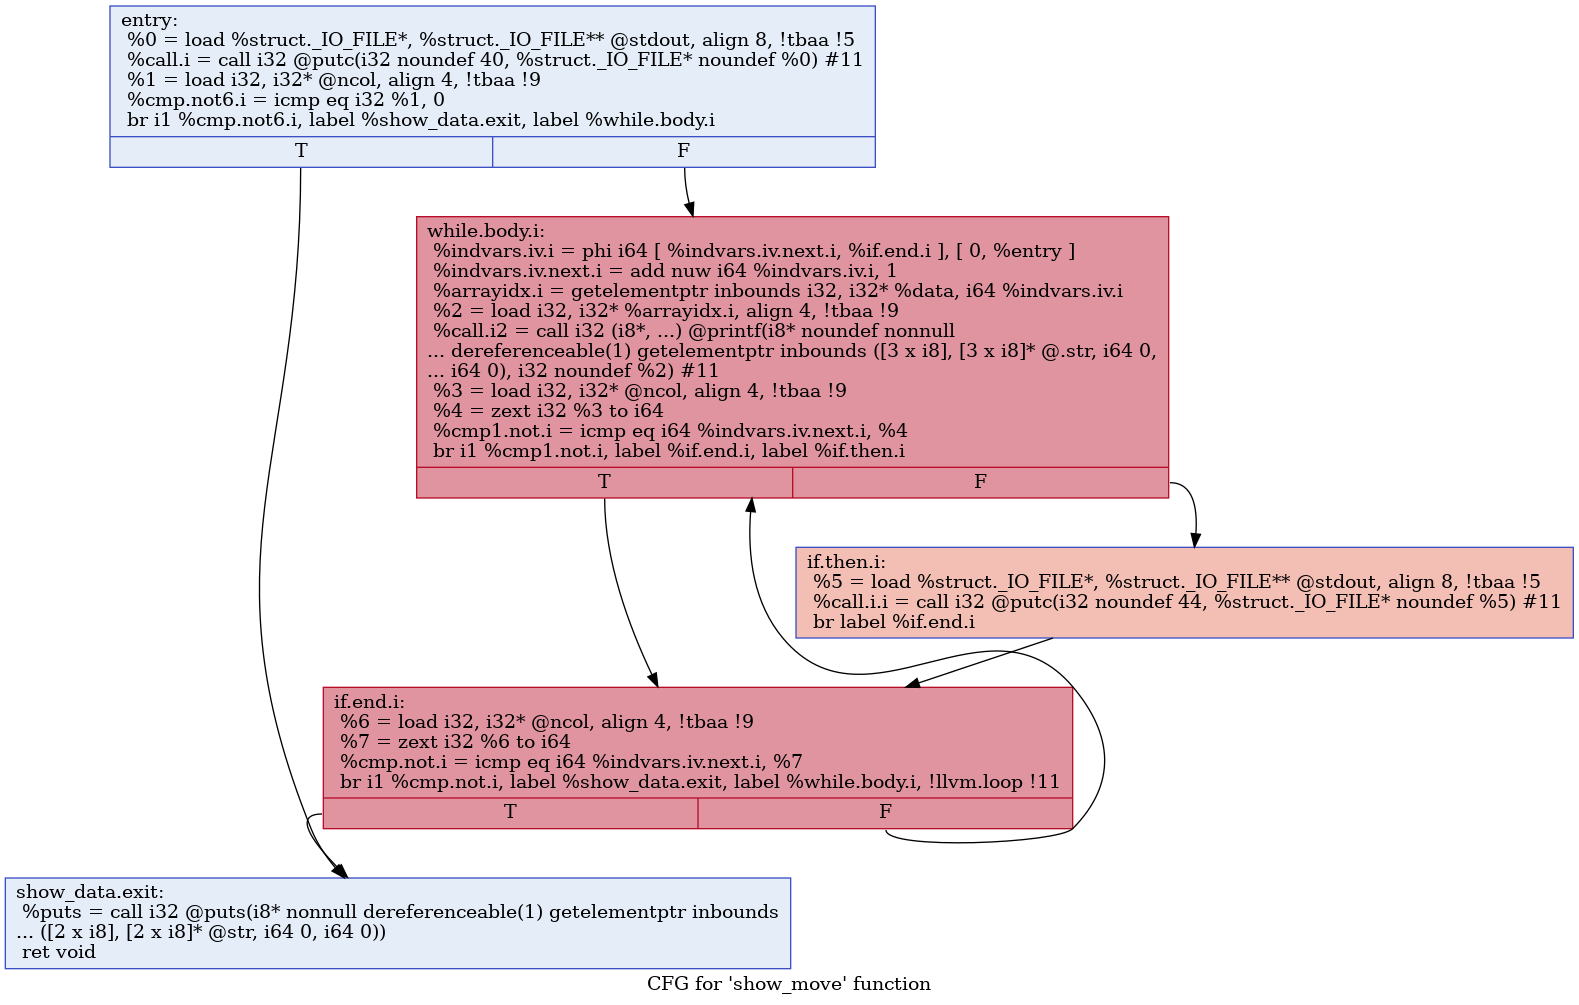 entry:
%0 = load %struct._IO_FILE*, %struct._IO_FILE** @stdout, align 8, !tbaa !5
%call.i = call i32 @putc(i32 noundef 40, %struct._IO_FILE* noundef %0) #11
%1 = load i32, i32* @ncol, align 4, !tbaa !9
%cmp.not6.i = icmp eq i32 %1, 0
br i1 %cmp.not6.i, label %show_data.exit, label %while.body.i
T F
while.body.i:
%indvars.iv.i = phi i64 [ %indvars.iv.next.i, %if.end.i ], [ 0, %entry ]
%indvars.iv.next.i = add nuw i64 %indvars.iv.i, 1
%arrayidx.i = getelementptr inbounds i32, i32* %data, i64 %indvars.iv.i
%2 = load i32, i32* %arrayidx.i, align 4, !tbaa !9
%call.i2 = call i32 (i8*, ...) @printf(i8* noundef nonnull
... dereferenceable(1) getelementptr inbounds ([3 x i8], [3 x i8]* @.str, i64 0,
... i64 0), i32 noundef %2) #11
%3 = load i32, i32* @ncol, align 4, !tbaa !9
%4 = zext i32 %3 to i64
%cmp1.not.i = icmp eq i64 %indvars.iv.next.i, %4
br i1 %cmp1.not.i, label %if.end.i, label %if.then.i
T F
if.then.i:
%5 = load %struct._IO_FILE*, %struct._IO_FILE** @stdout, align 8, !tbaa !5
%call.i.i = call i32 @putc(i32 noundef 44, %struct._IO_FILE* noundef %5) #11
br label %if.end.i
if.end.i:
%6 = load i32, i32* @ncol, align 4, !tbaa !9
%7 = zext i32 %6 to i64
%cmp.not.i = icmp eq i64 %indvars.iv.next.i, %7
br i1 %cmp.not.i, label %show_data.exit, label %while.body.i, !llvm.loop !11
T F
show_data.exit:
%puts = call i32 @puts(i8* nonnull dereferenceable(1) getelementptr inbounds
... ([2 x i8], [2 x i8]* @str, i64 0, i64 0))
ret void
CFG for 'show_move' function